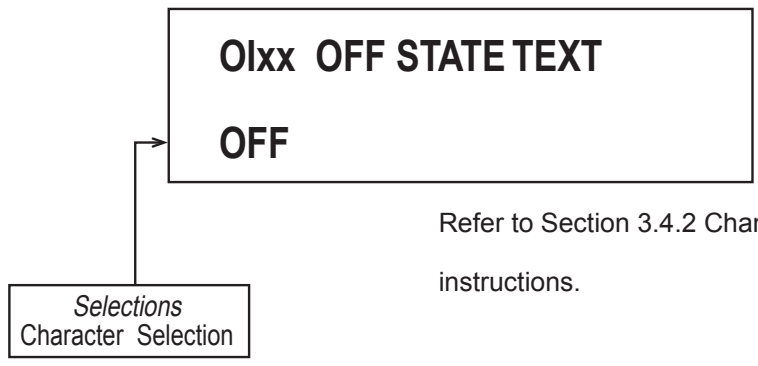 OIxx OFF STATE TEXT
OFF
Refer to Section 3.4.2
instructions.
Selections
Character Selection